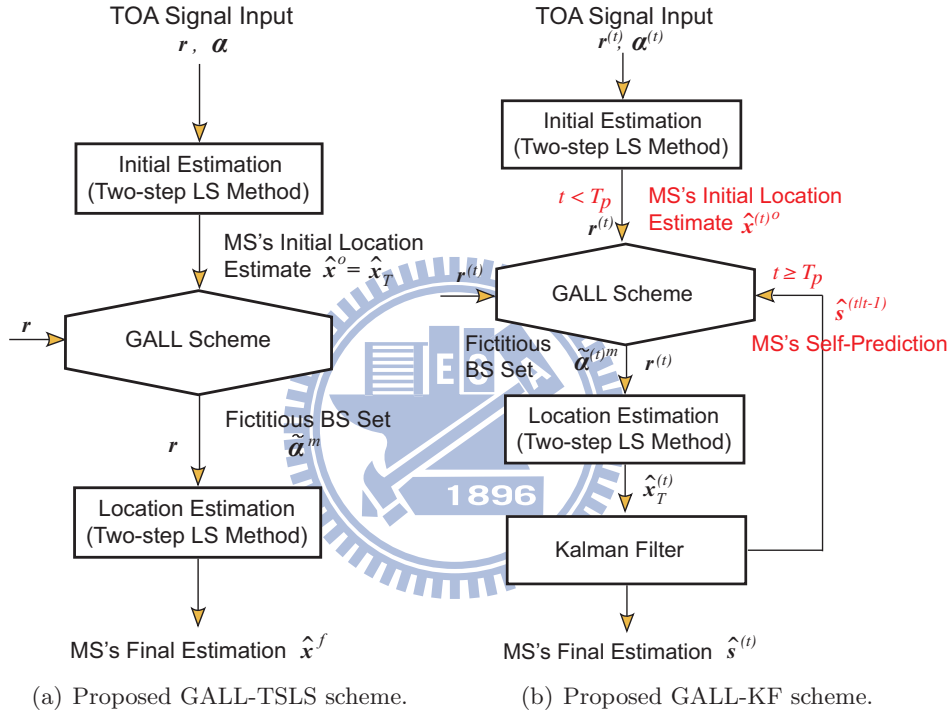 TOA Signal Input
r , α
Initial Estimation
(Two-step LS Method)
MS's Initial Location
Estimate x̂^o = x̂_T
r
GALL Scheme
Fictitious BS Set
α̃^m
r
Location Estimation
(Two-step LS Method)
MS's Final Estimation x̂^f
(a) Proposed GALL-TSLS scheme.
TOA Signal Input
r^(t), α^(t)
Initial Estimation
(Two-step LS Method)
t < T_p
MS's Initial Location
Estimate x̂^(t)^o
r^(t)
r^(t)
GALL Scheme
t ≥ T_p
ŝ^(t|t-1)
MS's Self-Prediction
Fictitious
BS Set
α̃^(t)^m
r^(t)
Location Estimation
(Two-step LS Method)
x̂_T^(t)
Kalman Filter
MS's Final Estimation ŝ^(t)
(b) Proposed GALL-KF scheme.
E
A
1896